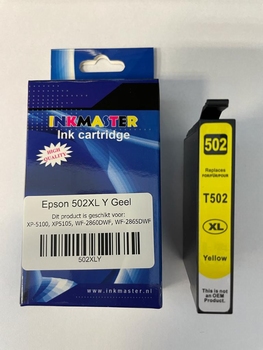 INKMASTER
Ink cartridge
HIGH
QUALITY
Epson 502XL Y Geel
Dit product is geschikt voor:
XP-5100, XP5105, WF-2860DWF, WF-2865DWF
502XLY
www.inkmaster.nl
502
Replaces
T502
XL
Yellow
This is not an
OEM Product.